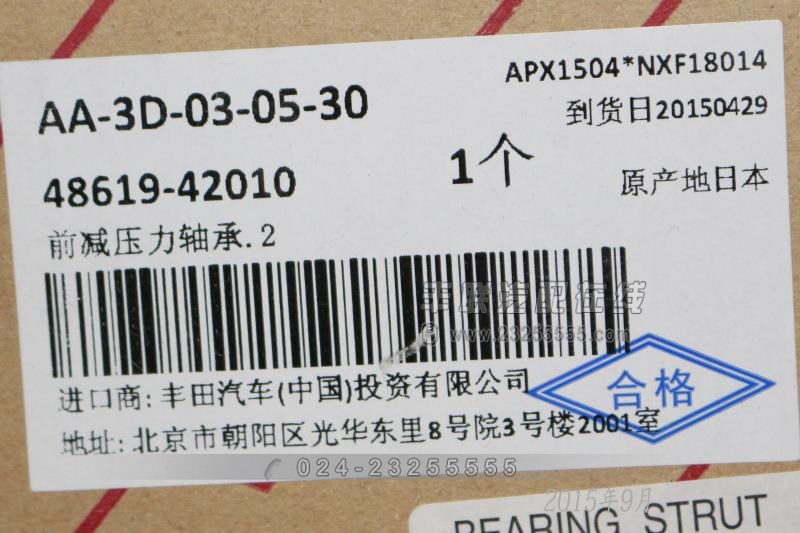 APX1504*NXF18014
AA-3D-03-05-30
到货日20150429
48619-42010
1个
原产地日本
前减压力轴承.2
丰联汽配在线
www.23255555.com
进口商:丰田汽车(中国)投资有限公司
合格
地址:北京市朝阳区光华东里8号院3号楼2001室
024-23255555
2015年9月
BEARING STRUT